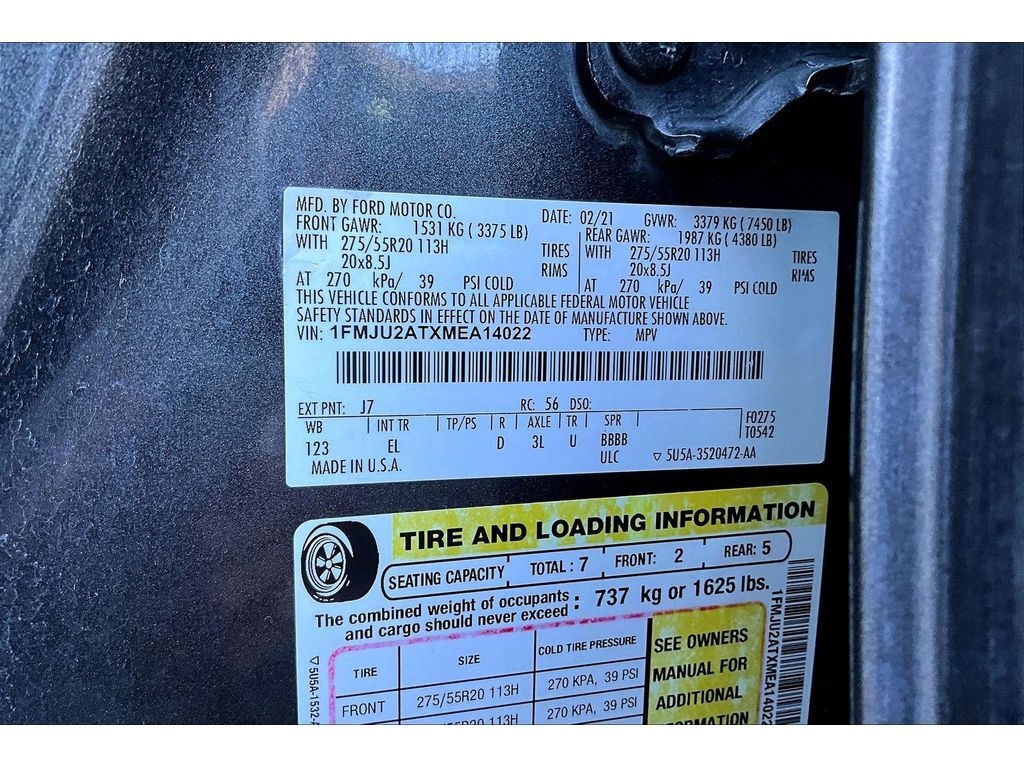 MFD. BY FORD MOTOR CO. DATE: 02/21 GVWR: 3379 KG ( 7450 LB)
FRONT GAWR: 1531 KG ( 3375 LB) REAR GAWR: 1987 KG ( 4380 LB)
WITH 275/55R20 113H TIRES WITH 275/55R20 113H TIRES
20x8.5J RIMS 20x8.5J RIMS
AT 270 kPa/ 39 PSI COLD AT 270 kPa/ 39 PSI COLD
THIS VEHICLE CONFORMS TO ALL APPLICABLE FEDERAL MOTOR VEHICLE
SAFETY STANDARDS IN EFFECT ON THE DATE OF MANUFACTURE SHOWN ABOVE.
VIN: 1FMJU2ATXMEA14022 TYPE: MPV
EXT PNT: J7 RC: 56 DSO:
WB INT TR TP/PS R AXLE TR SPR F0275
123 EL D 3L U BBBB T0542
MADE IN U.S.A. ULC ▽ 5U5A-3520472-AA
TIRE AND LOADING INFORMATION
SEATING CAPACITY TOTAL : 7 FRONT: 2 REAR: 5
The combined weight of occupants
and cargo should never exceed : 737 kg or 1625 lbs.
TIRE SIZE COLD TIRE PRESSURE
FRONT 275/55R20 113H 270 KPA, 39 PSI
113H 270 KPA, 39 PSI
SEE OWNERS
MANUAL FOR
ADDITIONAL
▽ 5U5A-1532-
1FMJU2ATXMEA14022